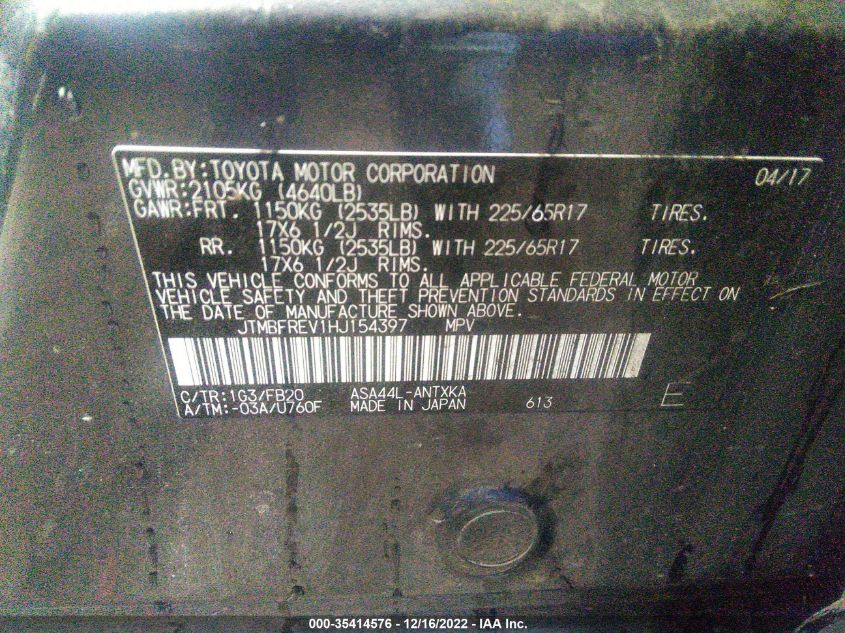 MFD.BY:TOYOTA MOTOR CORPORATION 04/17
GVWR:2105KG (4640LB)
GAWR:FRT. 1150KG (2535LB) WITH 225/65R17 TIRES.
17X6 1/2J RIMS.
RR. 1150KG (2535LB) WITH 225/65R17 TIRES.
17X6 1/2J RIMS.
THIS VEHICLE CONFORMS TO ALL APPLICABLE FEDERAL MOTOR
VEHICLE SAFETY AND THEFT PREVENTION STANDARDS IN EFFECT ON
THE DATE OF MANUFACTURE SHOWN ABOVE.
JTMBFREV1HJ154397 MPV
C/TR:1G3/FB20 ASA44L-ANTXKA
A/TM:-03A/U760F MADE IN JAPAN 613 E
000-35414576 - 12/16/2022 - IAA Inc.